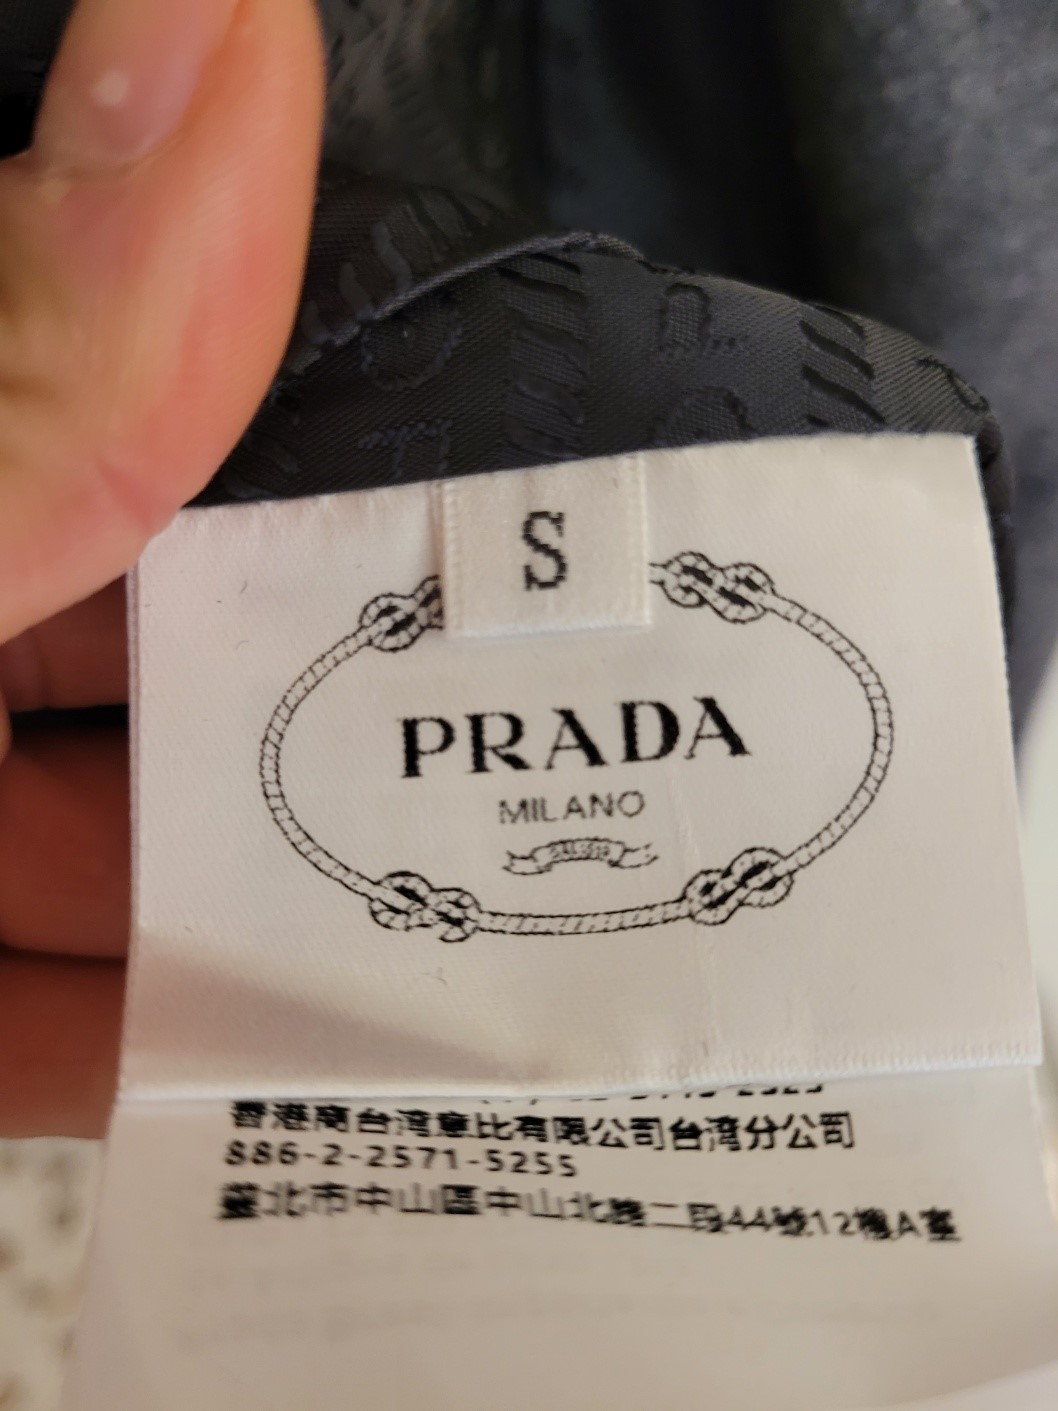 S
PRADA
MILANO
香港商台灣意比有限公司台灣分公司
886-2-2571-5255
臺北市中山區中山北路二段44號12樓A室